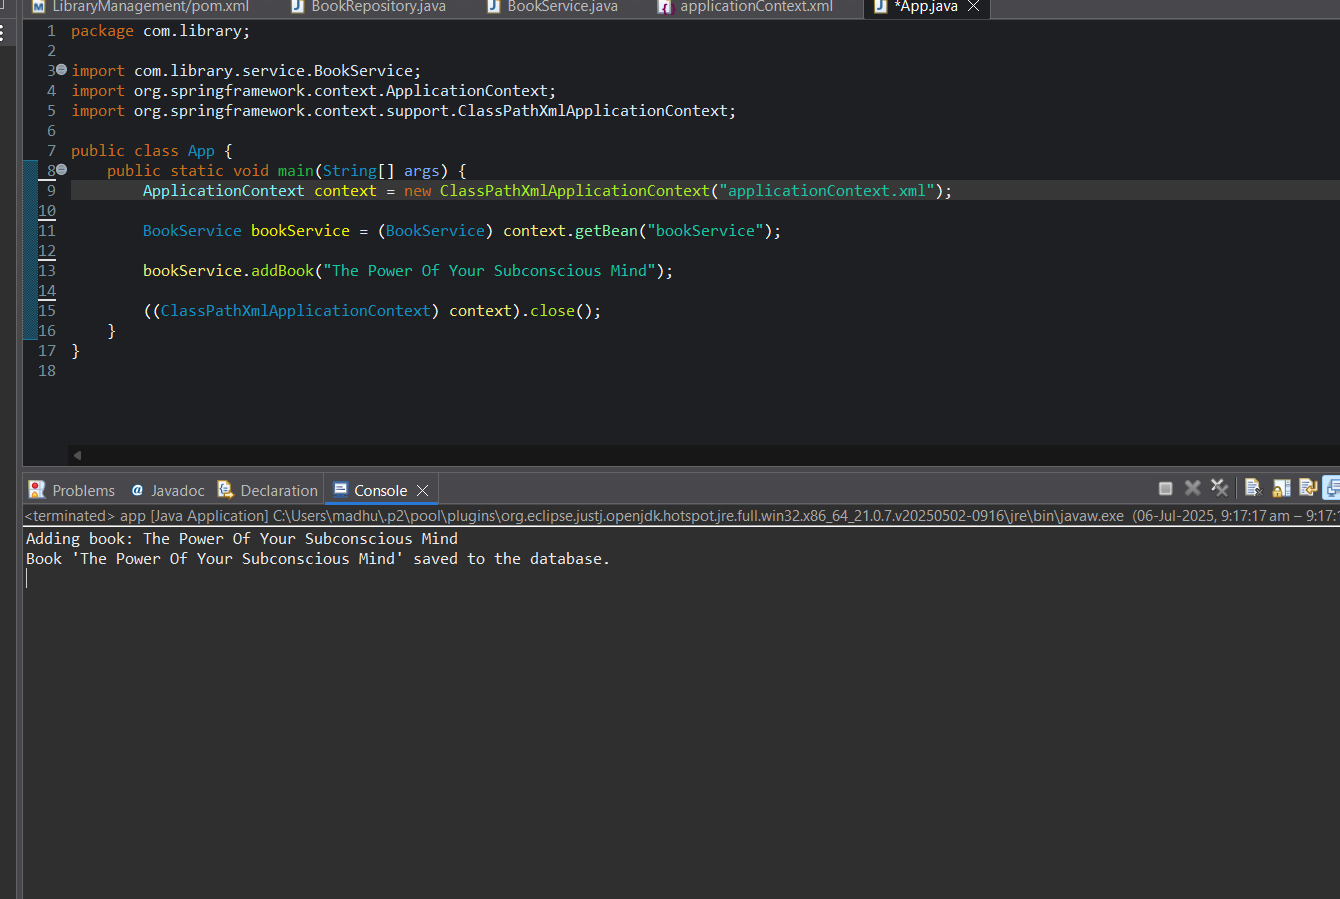 LibraryManagement/pom.xml BookRepository.java BookService.java applicationContext.xml *App.java
1 package com.library;
2
3 import com.library.service.BookService;
4 import org.springframework.context.ApplicationContext;
5 import org.springframework.context.support.ClassPathXmlApplicationContext;
6
7 public class App {
8     public static void main(String[] args) {
9         ApplicationContext context = new ClassPathXmlApplicationContext("applicationContext.xml");
10
11         BookService bookService = (BookService) context.getBean("bookService");
12
13         bookService.addBook("The Power Of Your Subconscious Mind");
14
15         ((ClassPathXmlApplicationContext) context).close();
16     }
17 }
18
Problems @ Javadoc Declaration Console
<terminated> app [Java Application] C:\Users\madhu\.p2\pool\plugins\org.eclipse.justj.openjdk.hotspot.jre.full.win32.x86_64_21.0.7.v20250502-0916\jre\bin\javaw.exe (06-Jul-2025, 9:17:17 am – 9:17:
Adding book: The Power Of Your Subconscious Mind
Book 'The Power Of Your Subconscious Mind' saved to the database.